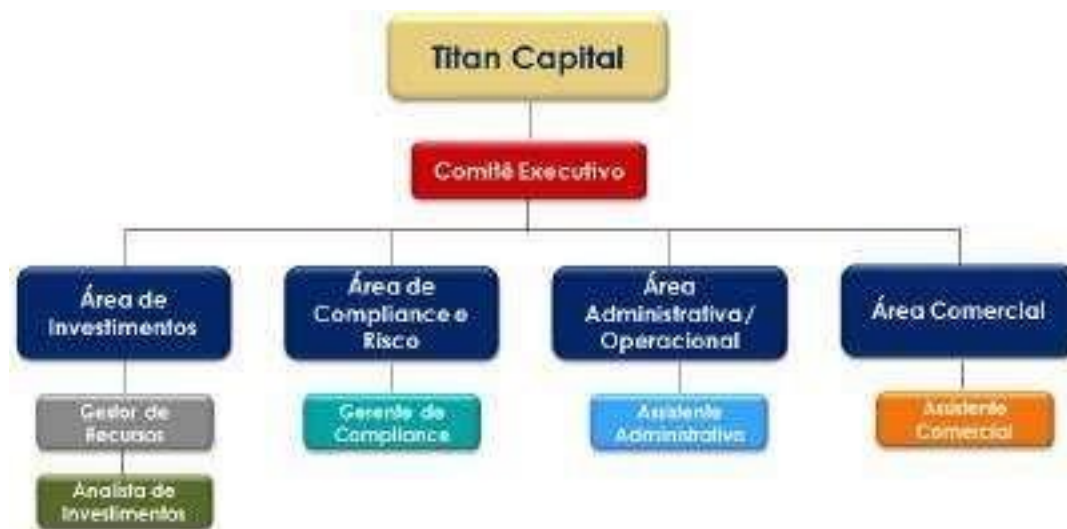 Titan Capital
Comitê Executivo
Área de
Investimentos
Área de
Compliance e
Risco
Área
Administrativa /
Operacional
Área Comercial
Gestor de
Recursos
Gerente de
Compliance
Assistente
Administrativa
Assistente
Comercial
Analista de
Investimentos